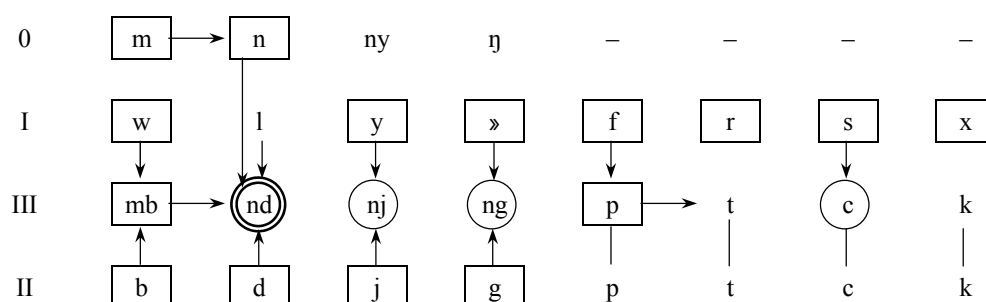 0 m n ny ŋ – – – –
I w l y » f r s x
III mb nd nj ng p t c k
II b d j g p t c k